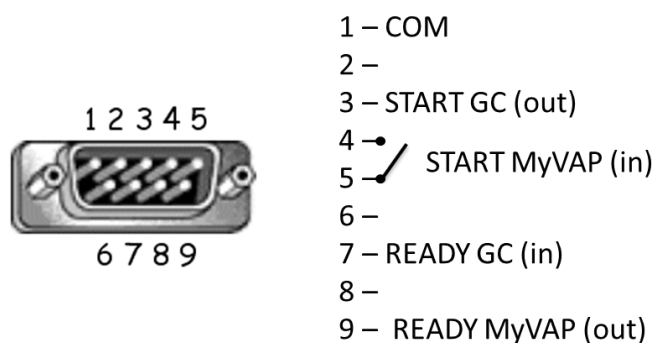 1 2 3 4 5
6 7 8 9
1 – COM
2 –
3 – START GC (out)
4
5
START MyVAP (in)
6 –
7 – READY GC (in)
8 –
9 – READY MyVAP (out)